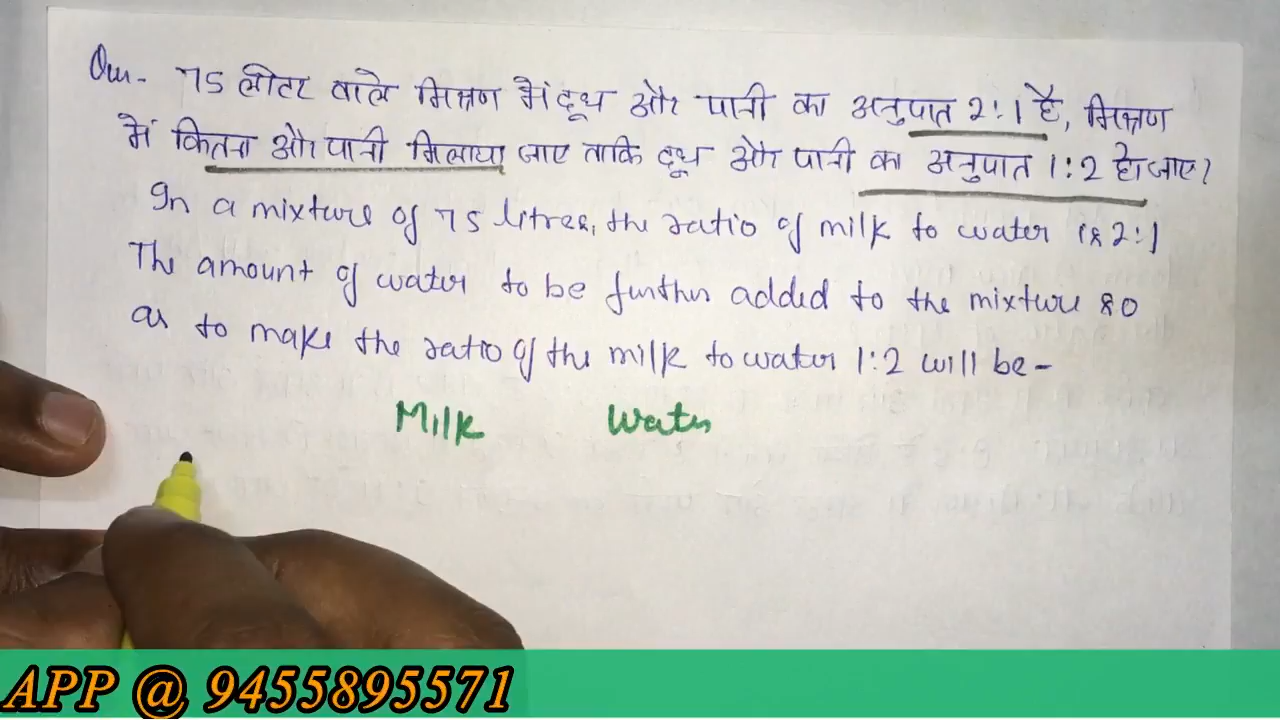 Que- 75 लीटर वाले मिश्रण में दूध और पानी का अनुपात 2:1 है, मिश्रण
में कितना और पानी मिलाया जाए ताकि दूध और पानी का अनुपात 1:2 हो जाए?
In a mixture of 75 litres, the ratio of milk to water is 2:1
The amount of water to be further added to the mixture so
as to make the ratio of the milk to water 1:2 will be-
Milk Water
APP @ 9455895571